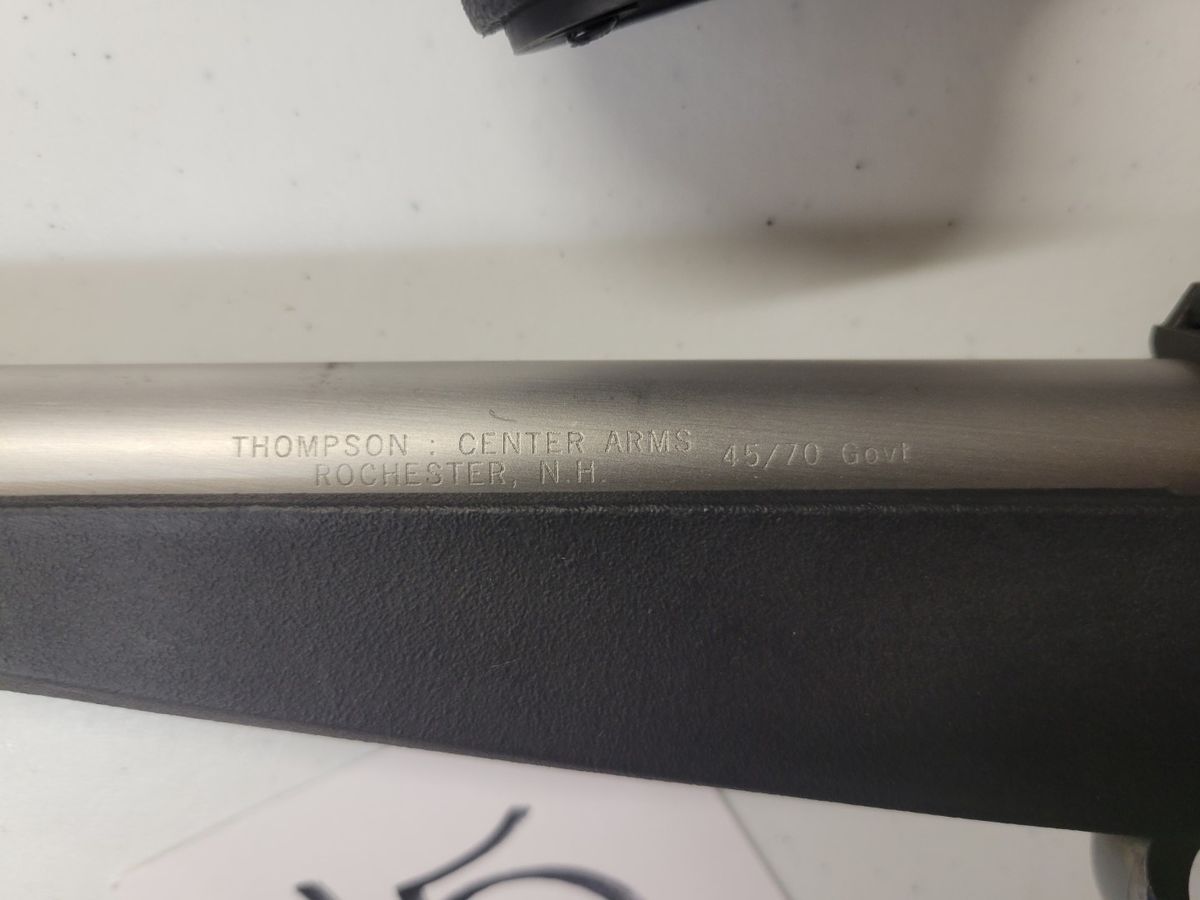 THOMPSON : CENTER ARMS
ROCHESTER, N.H.
45/70 Govt